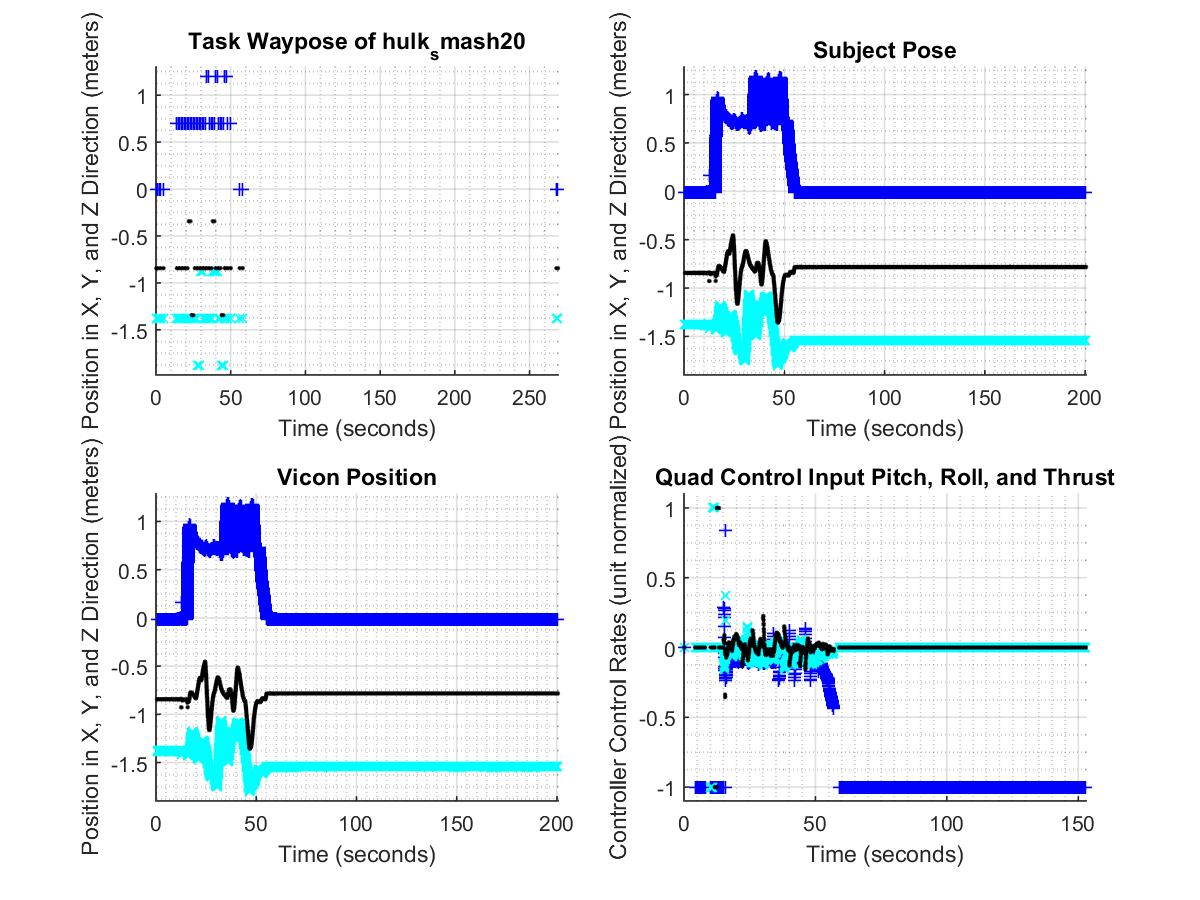 Task Waypose of hulksmash20
Position in X, Y, and Z Direction (meters)
1
0.5
0
-0.5
-1
-1.5
0 50 100 150 200 250
Time (seconds)
Subject Pose
Position in X, Y, and Z Direction (meters)
1
0.5
0
-0.5
-1
-1.5
0 50 100 150 200
Time (seconds)
Vicon Position
Position in X, Y, and Z Direction (meters)
1
0.5
0
-0.5
-1
-1.5
0 50 100 150 200
Time (seconds)
Quad Control Input Pitch, Roll, and Thrust
Controller Control Rates (unit normalized)
1
0.5
0
-0.5
-1
0 50 100 150
Time (seconds)